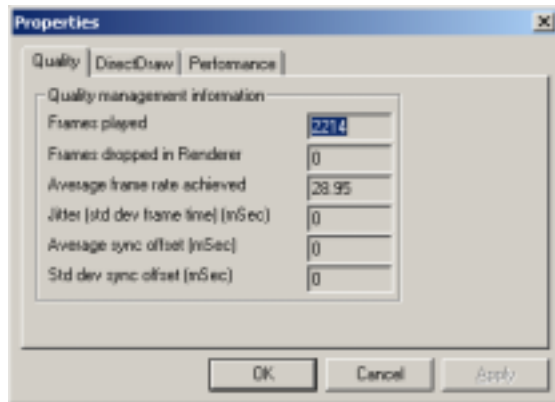 Properties
Quality DirectDraw Performance
Quality management information
Frames played 2214
Frames dropped in Renderer 0
Average frame rate achieved 28.95
Jitter (std dev frame time) (mSec) 0
Average sync offset (mSec) 0
Std dev sync offset (mSec) 0
OK Cancel Apply